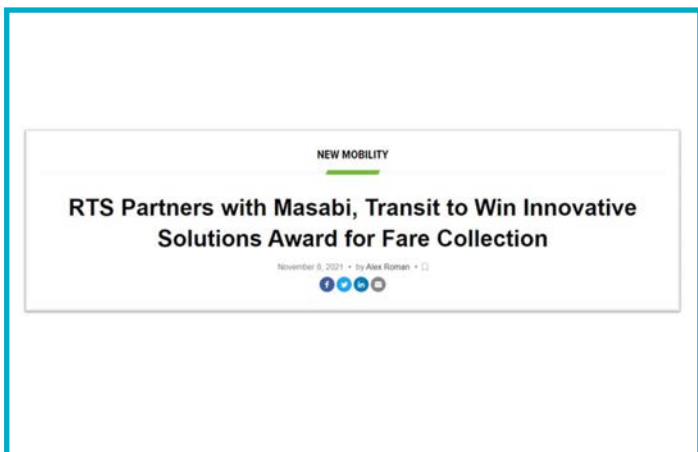 NEW MOBILITY
RTS Partners with Masabi, Transit to Win Innovative
Solutions Award for Fare Collection
November 8, 2021 • by Alex Roman •